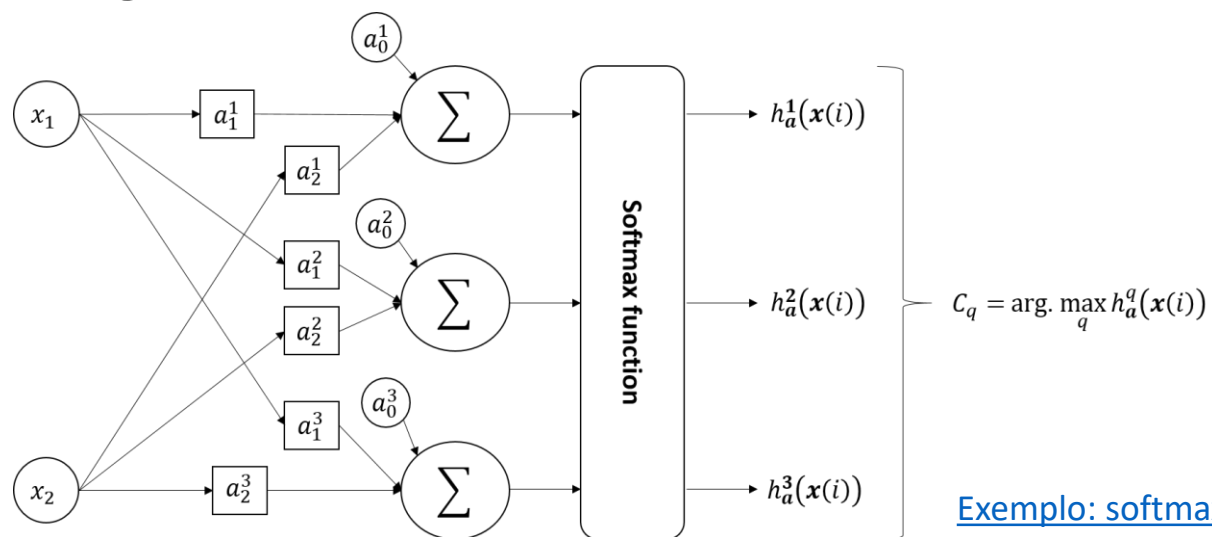 a_0^1
x_1
a_1^1
∑
h_a^1(x(i))
a_2^1
a_0^2
a_1^2
∑
Softmax function
h_a^2(x(i))
C_q = arg. max_q h_a^q(x(i))
a_2^2
a_0^3
a_1^3
x_2
a_2^3
∑
h_a^3(x(i))
Exemplo: softma